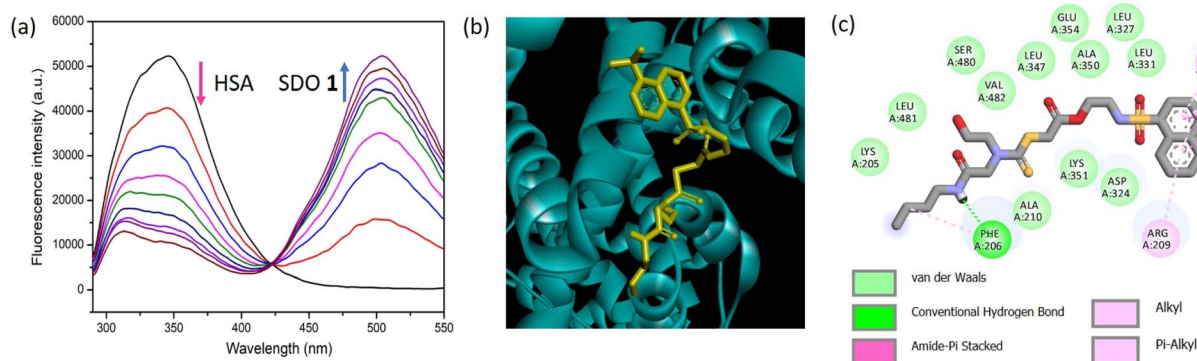 (a)
HSA
SDO 1
Fluorescence intensity (a.u.)
60000
50000
40000
30000
20000
10000
0
300
350
400
450
500
550
Wavelength (nm)
(b)
(c)
GLU
A:354
LEU
A:327
SER
A:480
LEU
A:347
ALA
A:350
LEU
A:331
VAL
A:482
LEU
A:481
LYS
A:205
LYS
A:351
ASP
A:324
ALA
A:210
PHE
A:206
ARG
A:209
van der Waals
Conventional Hydrogen Bond
Amide-Pi Stacked
Alkyl
Pi-Alkyl